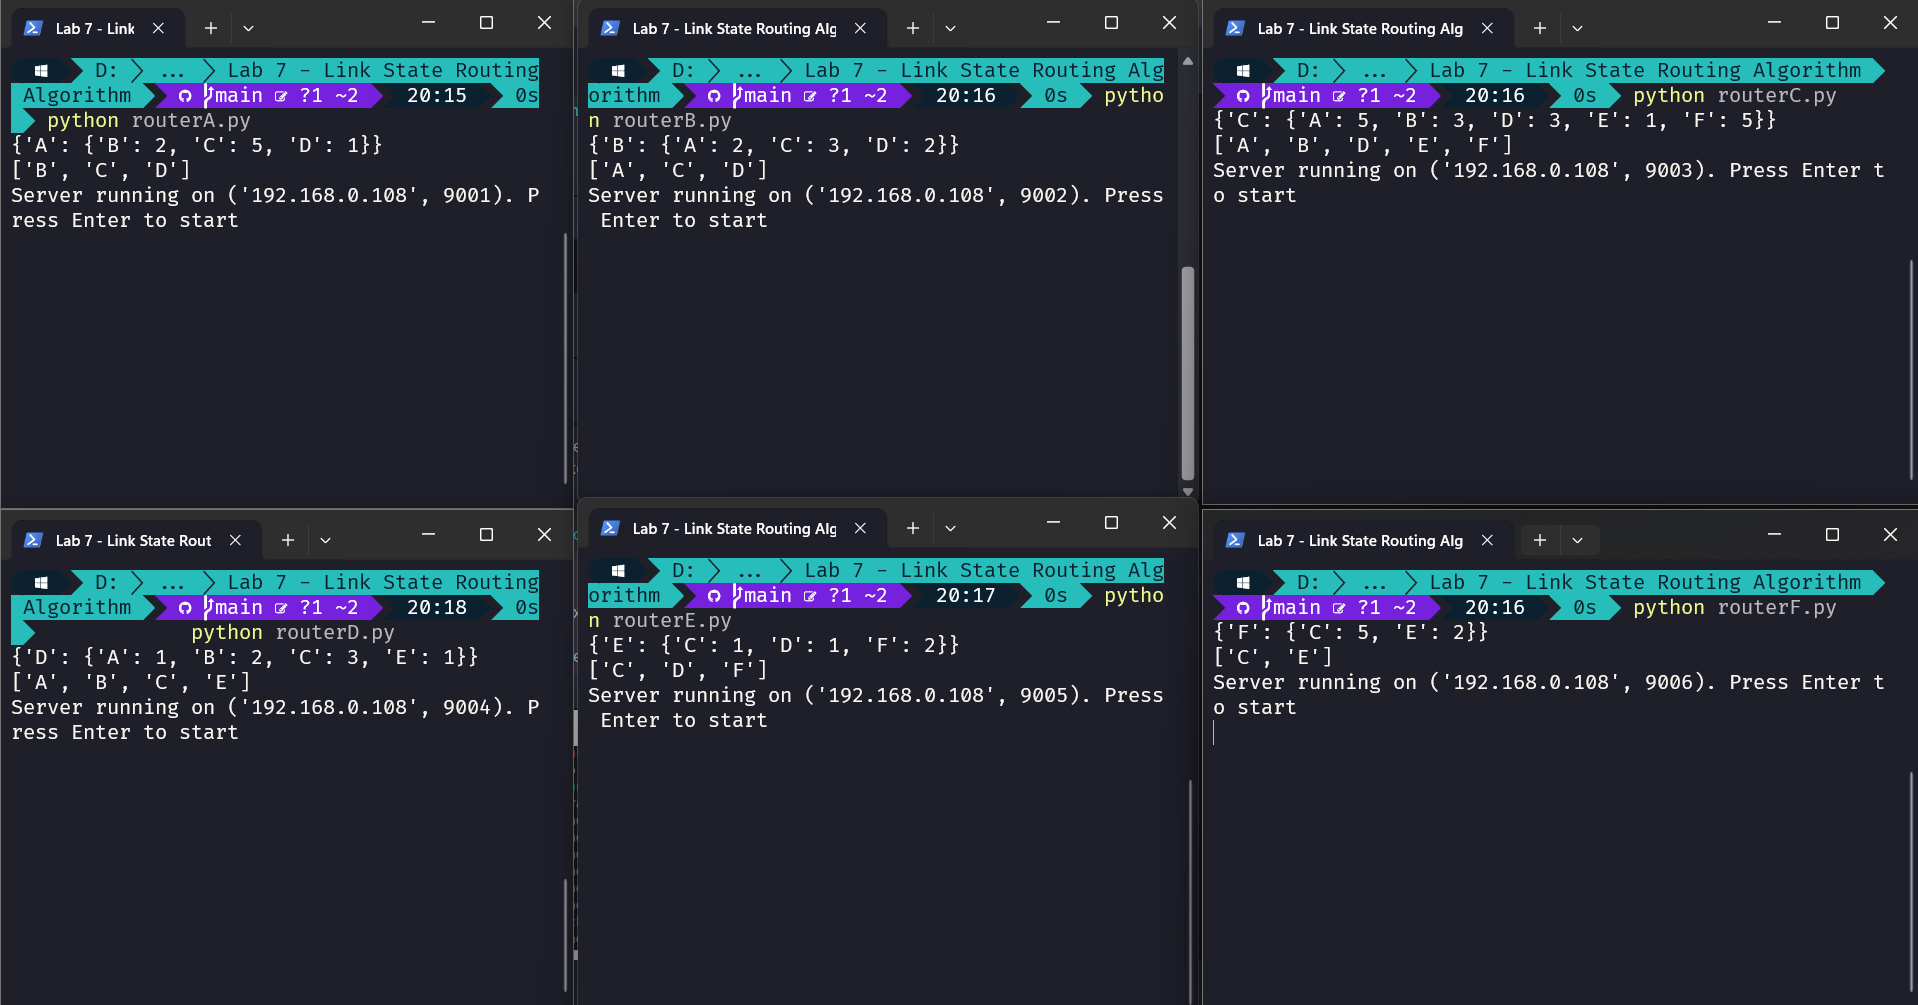 Lab 7 - Link
D: ... Lab 7 - Link State Routing
Algorithm main ?1 ~2 20:15 0s
python routerA.py
{'A': {'B': 2, 'C': 5, 'D': 1}}
['B', 'C', 'D']
Server running on ('192.168.0.108', 9001). P
ress Enter to start
Lab 7 - Link State Routing Alg
D: ... Lab 7 - Link State Routing Alg
orithm main ?1 ~2 20:16 0s pytho
n routerB.py
{'B': {'A': 2, 'C': 3, 'D': 2}}
['A', 'C', 'D']
Server running on ('192.168.0.108', 9002). Press
Enter to start
Lab 7 - Link State Routing Alg
D: ... Lab 7 - Link State Routing Algorithm
main ?1 ~2 20:16 0s python routerC.py
{'C': {'A': 5, 'B': 3, 'D': 3, 'E': 1, 'F': 5}}
['A', 'B', 'D', 'E', 'F']
Server running on ('192.168.0.108', 9003). Press Enter t
o start
Lab 7 - Link State Rout
D: ... Lab 7 - Link State Routing
Algorithm main ?1 ~2 20:18 0s
python routerD.py
{'D': {'A': 1, 'B': 2, 'C': 3, 'E': 1}}
['A', 'B', 'C', 'E']
Server running on ('192.168.0.108', 9004). P
ress Enter to start
Lab 7 - Link State Routing Alg
D: ... Lab 7 - Link State Routing Alg
orithm main ?1 ~2 20:17 0s pytho
n routerE.py
{'E': {'C': 1, 'D': 1, 'F': 2}}
['C', 'D', 'F']
Server running on ('192.168.0.108', 9005). Press
Enter to start
Lab 7 - Link State Routing Alg
D: ... Lab 7 - Link State Routing Algorithm
main ?1 ~2 20:16 0s python routerF.py
{'F': {'C': 5, 'E': 2}}
['C', 'E']
Server running on ('192.168.0.108', 9006). Press Enter t
o start